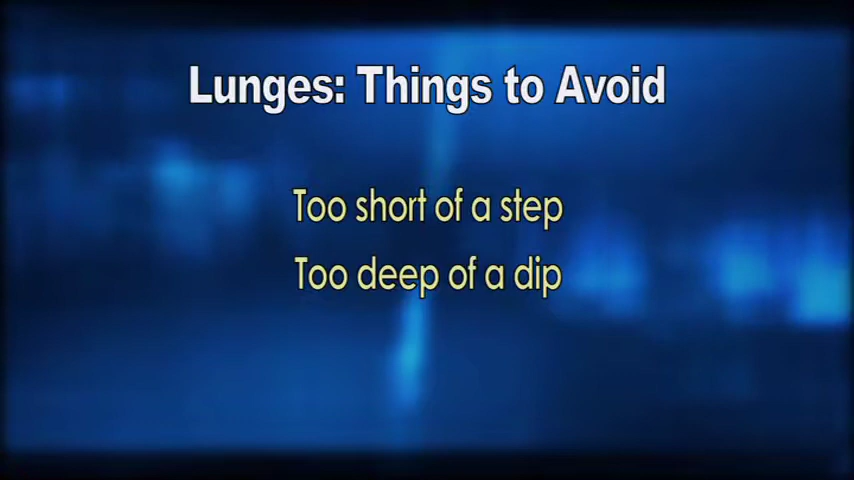 Lunges: Things to Avoid
Too short of a step
Too deep of a dip